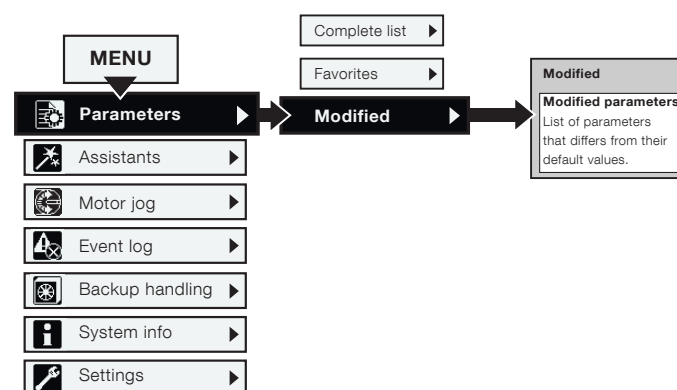 MENU
Parameters
Assistants
Motor jog
Event log
Backup handling
System info
Settings
Complete list
Favorites
Modified
Modified
Modified parameters
List of parameters
that differs from their
default values.